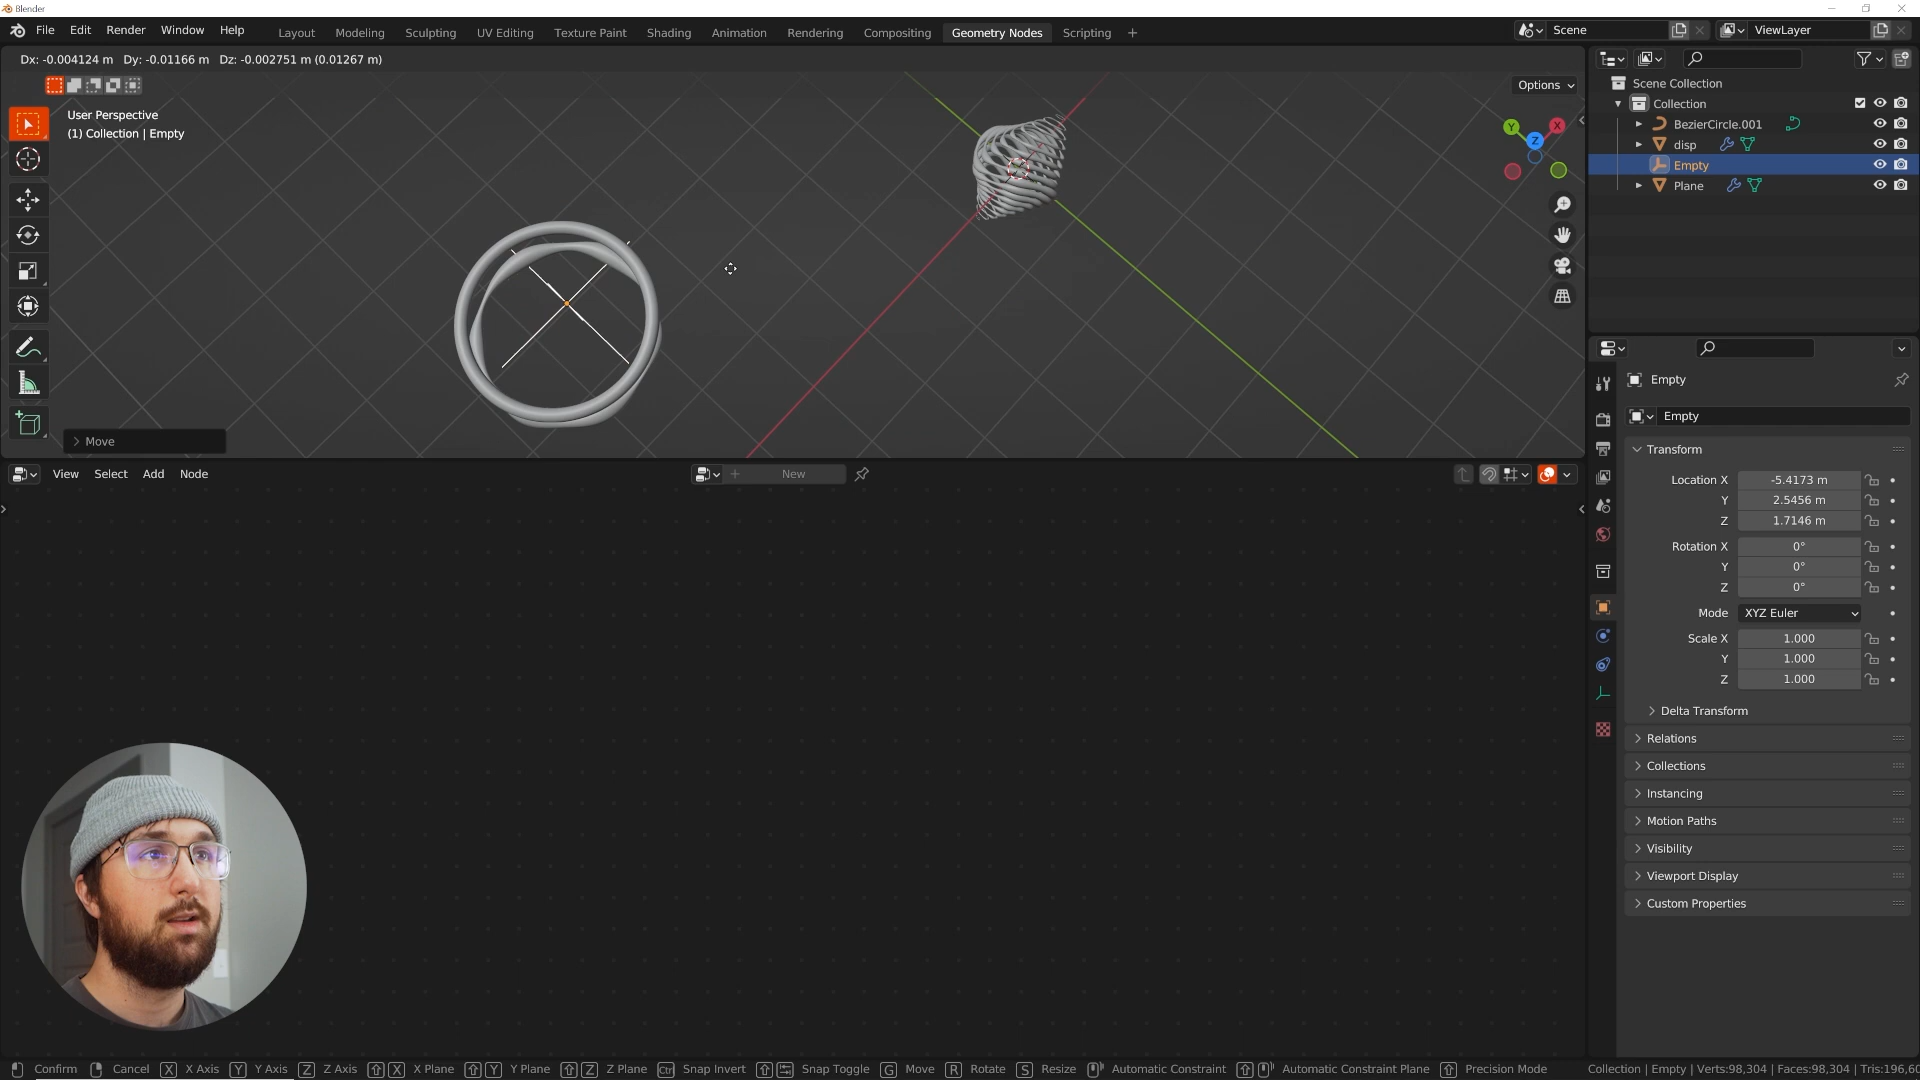 Blender
File Edit Render Window Help
Layout Modeling Sculpting UV Editing Texture Paint Shading Animation Rendering Compositing Geometry Nodes Scripting +
Scene
ViewLayer
Dx: -0.004124 m Dy: -0.01166 m Dz: -0.002751 m (0.01267 m)
Options
User Perspective
(1) Collection | Empty
Y X
Z
Move
Scene Collection
Collection
BezierCircle.001
disp
Empty
Plane
Empty
Empty
Transform
Location X -5.4173 m
Y 2.5456 m
Z 1.7146 m
Rotation X 0°
Y 0°
Z 0°
Mode XYZ Euler
Scale X 1.000
Y 1.000
Z 1.000
Delta Transform
Relations
Collections
Instancing
Motion Paths
Visibility
Viewport Display
Custom Properties
View Select Add Node
+ New
Confirm Cancel X X Axis Y Y Axis Z Z Axis X X Plane Y Y Plane Z Z Plane Ctrl Snap Invert Snap Toggle G Move R Rotate S Resize Automatic Constraint Automatic Constraint Plane Precision Mode
Collection | Empty | Verts:98,304 | Faces:98,304 | Tris:196,60